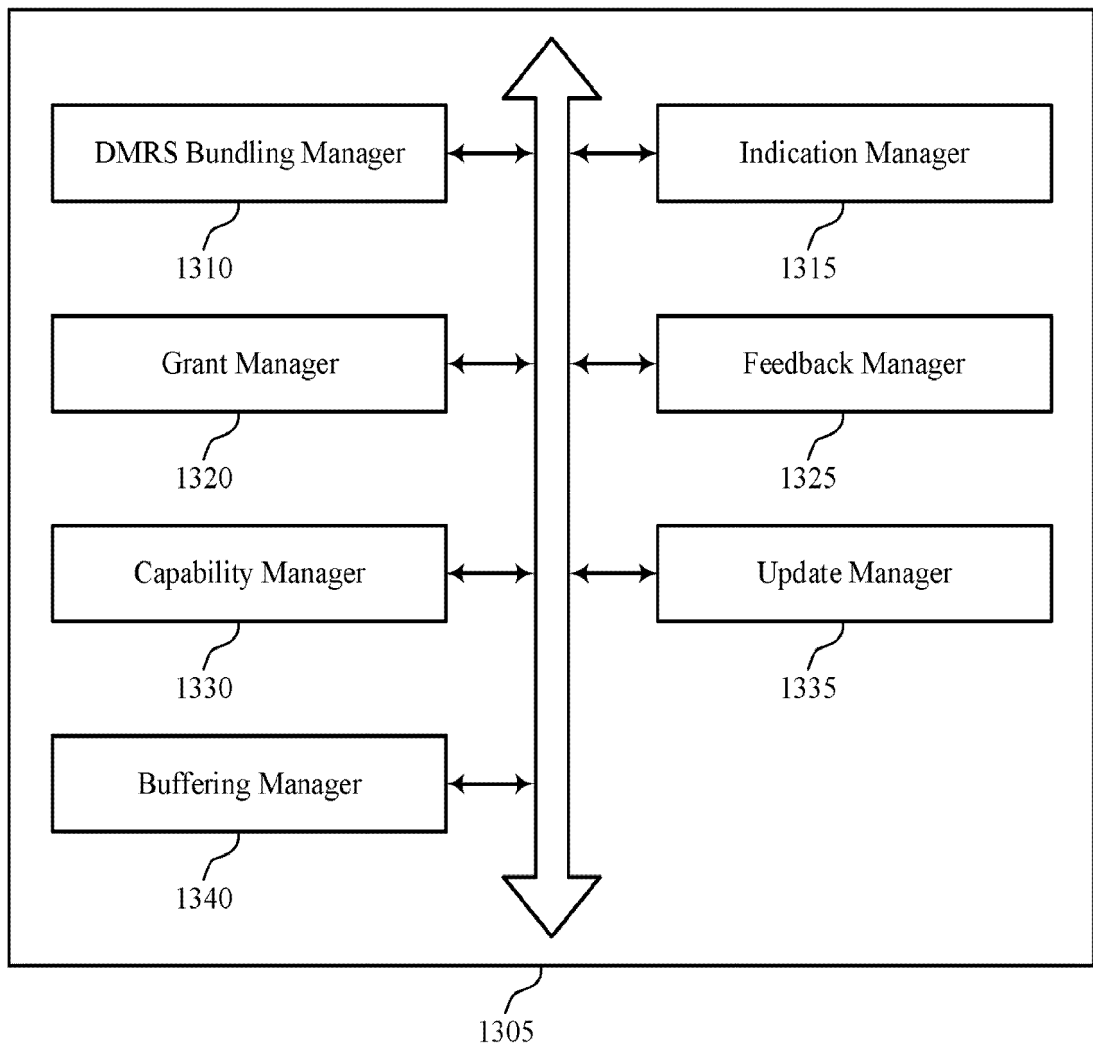 DMRS Bundling Manager
Indication Manager
1310
1315
Grant Manager
Feedback Manager
1320
1325
Capability Manager
Update Manager
1330
1335
Buffering Manager
1340
1305